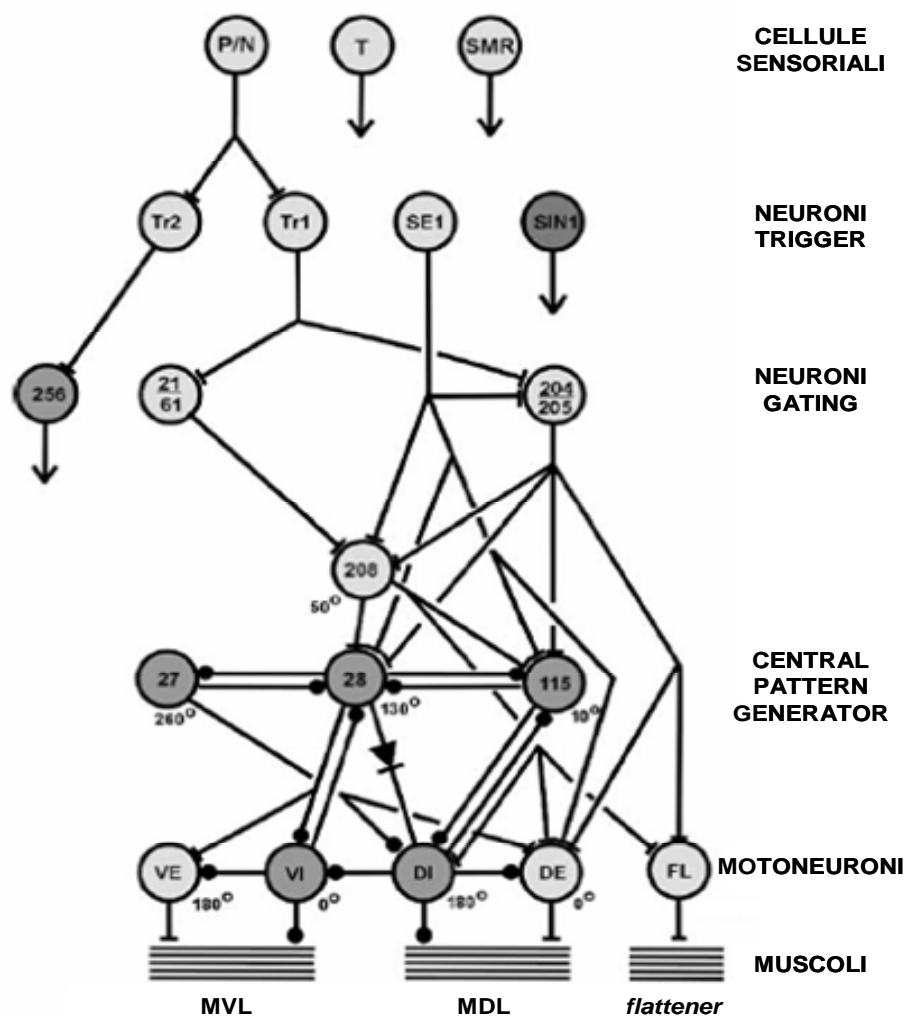 P/N
T
SMR
CELLULE
SENSORIALI
Tr2
Tr1
SE1
SIN1
NEURONI
TRIGGER
256
21
61
204
205
NEURONI
GATING
208
50°
27
260°
28
130°
115
10°
CENTRAL
PATTERN
GENERATOR
VE
180°
VI
0°
DI
180°
DE
0°
FL
MOTONEURONI
MUSCOLI
MVL
MDL
flattener